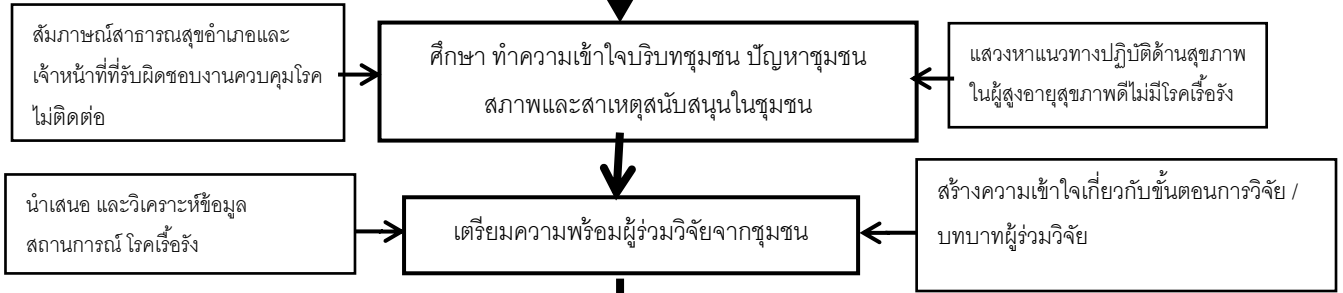 สัมภาษณ์สาธารณสุขอำเภอและ
เจ้าหน้าที่ที่รับผิดชอบงานควบคุมโรค
ไม่ติดต่อ
ศึกษา ทำความเข้าใจบริบทชุมชน ปัญหาชุมชน
สภาพและสาเหตุสนับสนุนในชุมชน
แสวงหาแนวทางปฏิบัติด้านสุขภาพ
ในผู้สูงอายุสุขภาพดีไม่มีโรคเรื้อรัง
นำเสนอ และวิเคราะห์ข้อมูล
สถานการณ์ โรคเรื้อรัง
เตรียมความพร้อมผู้ร่วมวิจัยจากชุมชน
สร้างความเข้าใจเกี่ยวกับขั้นตอนการวิจัย /
บทบาทผู้ร่วมวิจัย